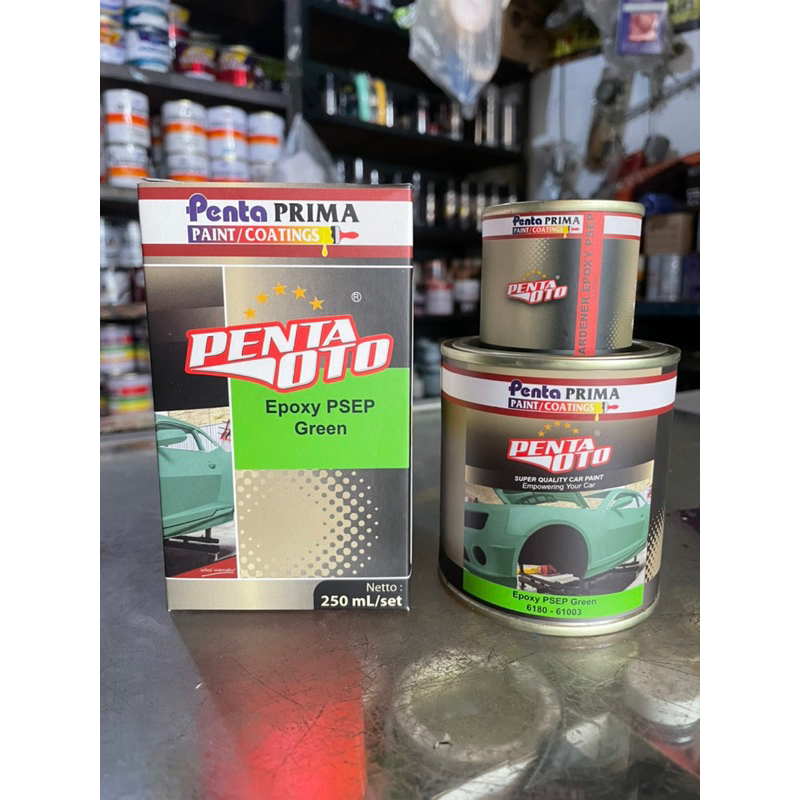 Penta PRIMA
PAINT/COATINGS
®
PENTA
OTO
Epoxy PSEP
Green
Netto :
250 mL/set
Penta PRIMA
PAINT/COATINGS
PENTA
OTO
ARDENER EPOXY PSEP
Penta PRIMA
PAINT/COATINGS
PENTA
OTO
SUPER QUALITY CAR PAINT
Empowering Your Car
Epoxy PSEP Green
6180 - 61003